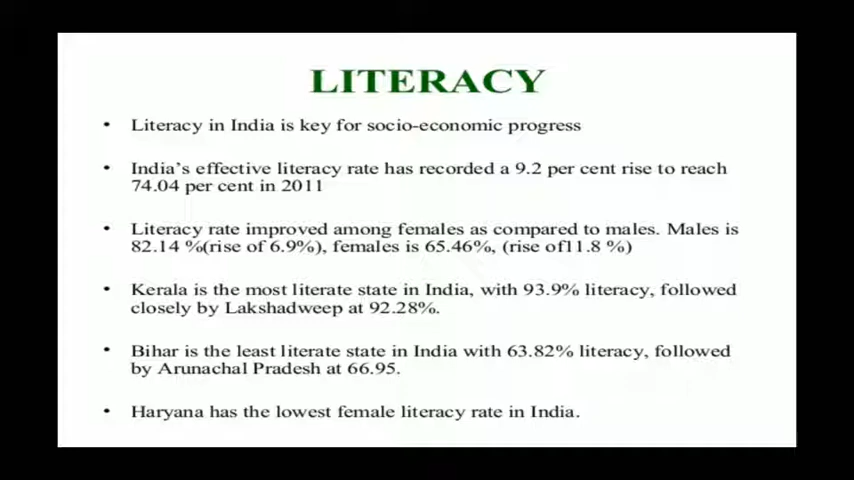 LITERACY
• Literacy in India is key for socio-economic progress
• India's effective literacy rate has recorded a 9.2 per cent rise to reach
74.04 per cent in 2011
• Literacy rate improved among females as compared to males. Males is
82.14 %(rise of 6.9%), females is 65.46%, (rise of11.8 %)
• Kerala is the most literate state in India, with 93.9% literacy, followed
closely by Lakshadweep at 92.28%.
• Bihar is the least literate state in India with 63.82% literacy, followed
by Arunachal Pradesh at 66.95.
• Haryana has the lowest female literacy rate in India.